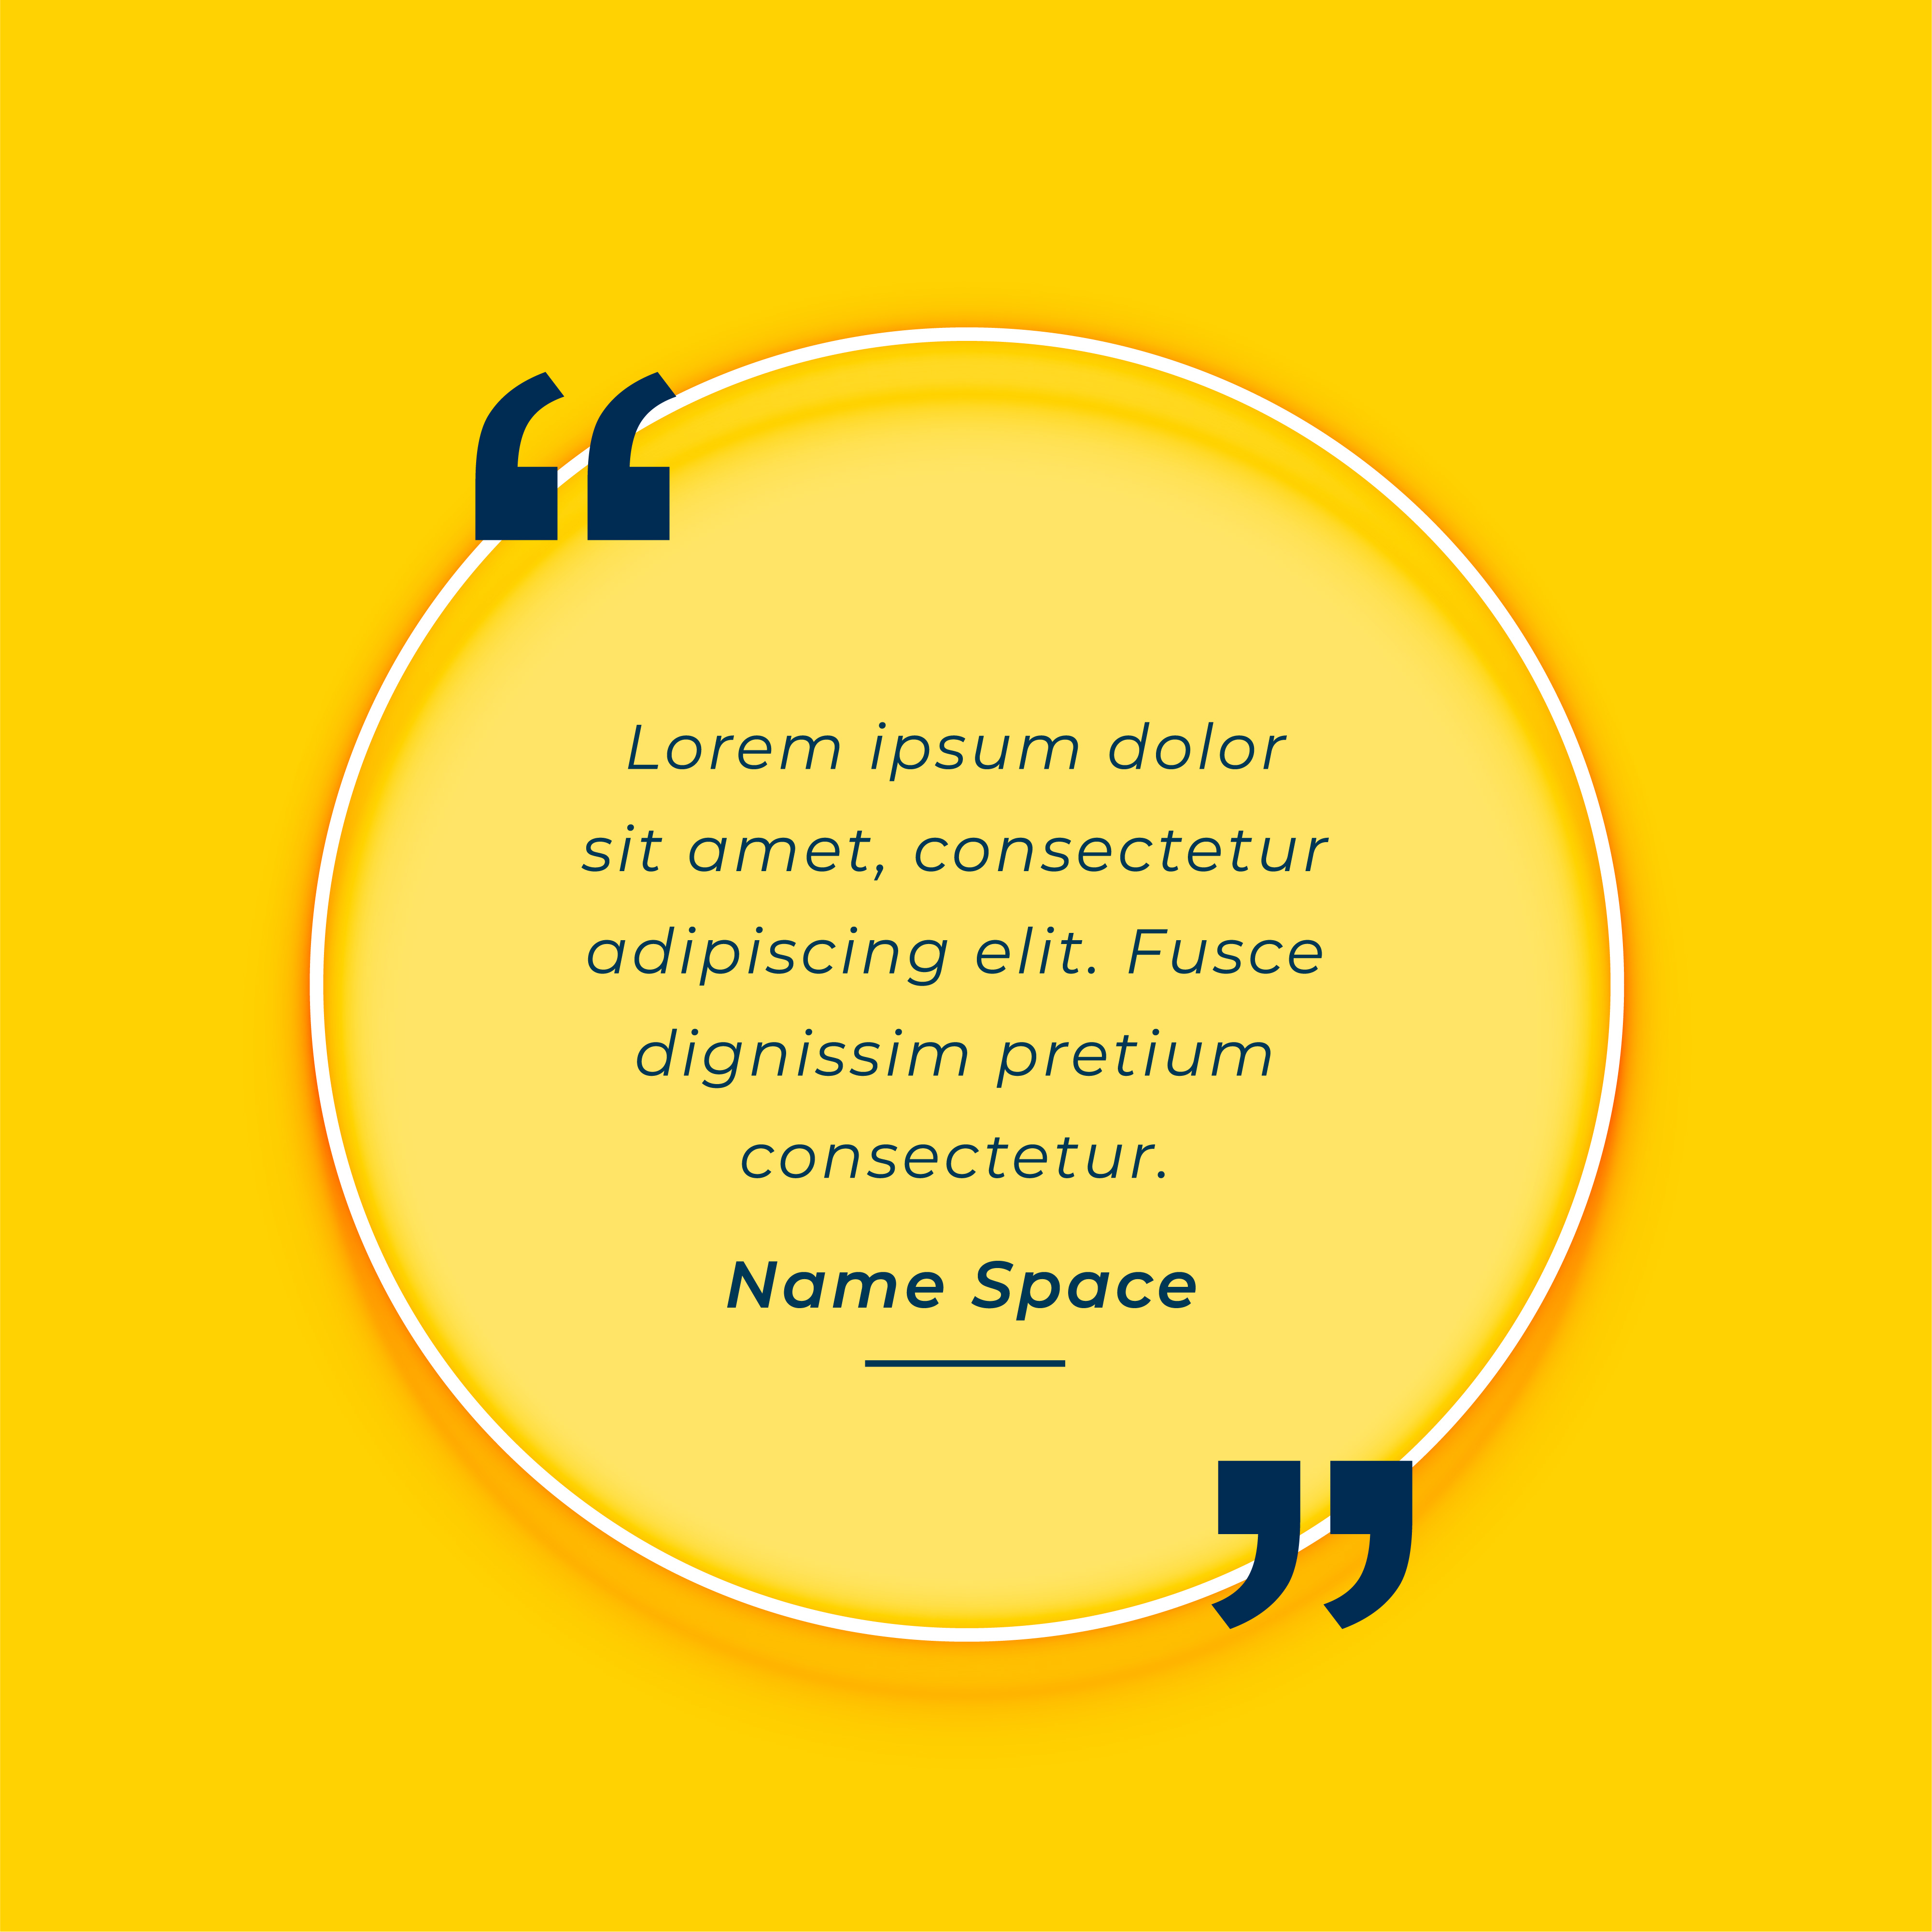 “
Lorem ipsum dolor
sit amet, consectetur
adipiscing elit. Fusce
dignissim pretium
consectetur.
Name Space
”